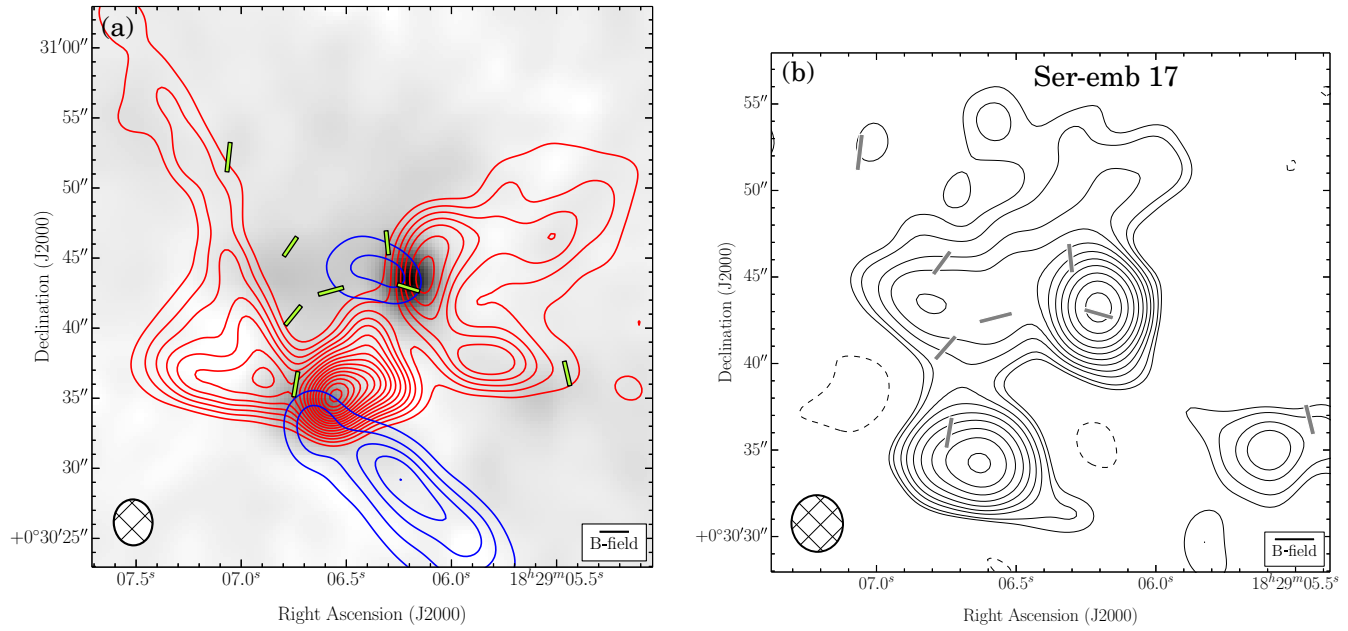 (a)
31′00″
55″
50″
45″
40″
35″
30″
+0°30′25″
Declination (J2000)
07.5ˢ 07.0ˢ 06.5ˢ 06.0ˢ 18ʰ29ᵐ05.5ˢ
Right Ascension (J2000)
B-field
(b)
Ser-emb 17
55″
50″
45″
40″
35″
+0°30′30″
Declination (J2000)
07.0ˢ 06.5ˢ 06.0ˢ 18ʰ29ᵐ05.5ˢ
Right Ascension (J2000)
B-field